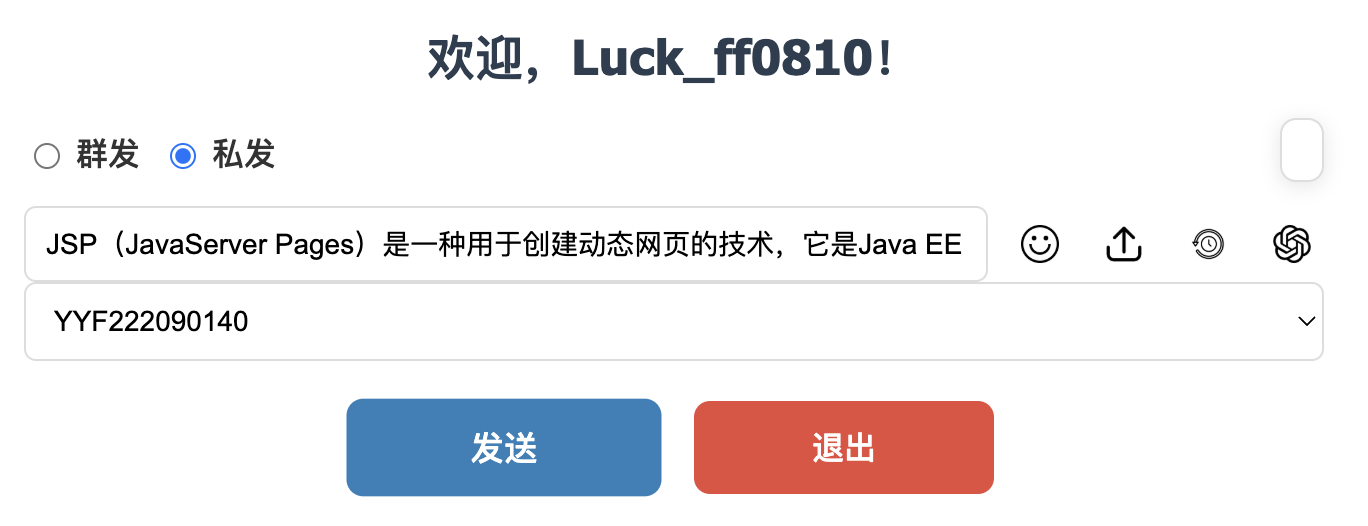 欢迎，Luck_ff0810！
群发 私发
JSP（JavaServer Pages）是一种用于创建动态网页的技术，它是Java EE
YYF222090140
发送 退出